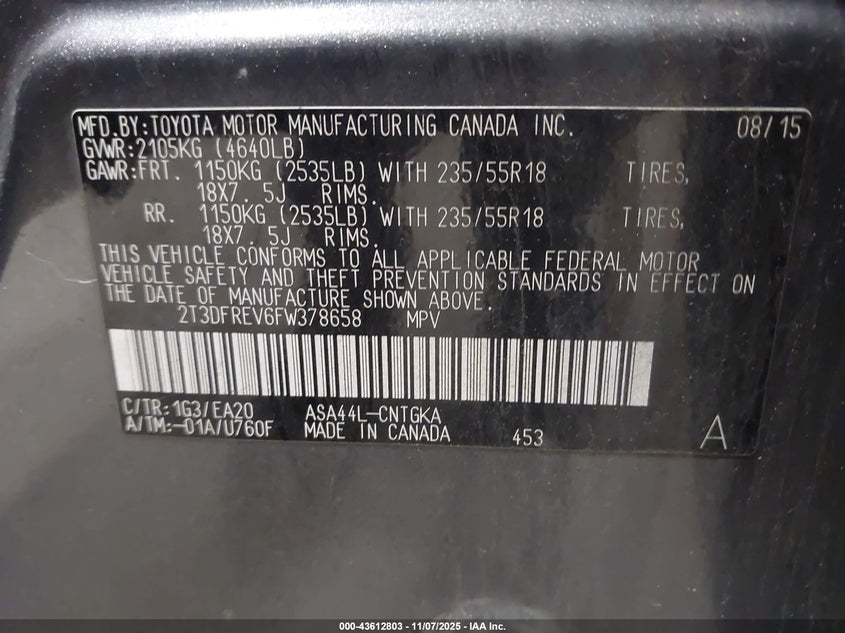 MFD.BY:TOYOTA MOTOR MANUFACTURING CANADA INC. 08/15
GVWR:2105KG (4640LB)
GAWR:FRT. 1150KG (2535LB) WITH 235/55R18 TIRES,
18X7. 5J RIMS.
RR. 1150KG (2535LB) WITH 235/55R18 TIRES,
18X7. 5J RIMS.
THIS VEHICLE CONFORMS TO ALL APPLICABLE FEDERAL MOTOR
VEHICLE SAFETY AND THEFT PREVENTION STANDARDS IN EFFECT ON
THE DATE OF MANUFACTURE SHOWN ABOVE.
2T3DFREV6FW378658 MPV
C/TR:1G3/EA20 ASA44L-CNTGKA
A/TM:-01A/U760F MADE IN CANADA 453 A
000-43612803 - 11/07/2025 - IAA Inc.